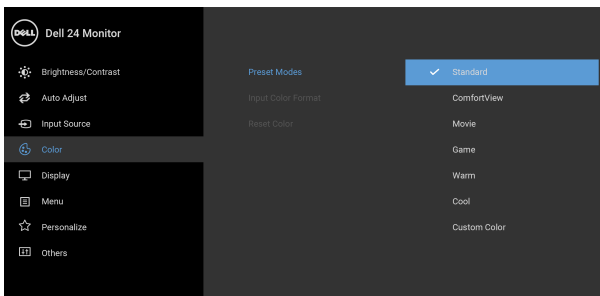 DELL Dell 24 Monitor
Brightness/Contrast
Auto Adjust
Input Source
Color
Display
Menu
Personalize
Others
Preset Modes
Input Color Format
Reset Color
Standard
ComfortView
Movie
Game
Warm
Cool
Custom Color